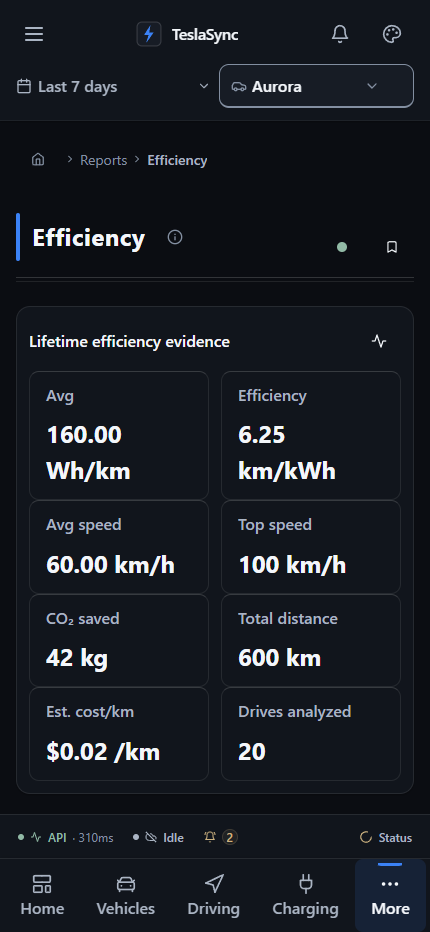 TeslaSync
Last 7 days
Aurora
Reports
Efficiency
Efficiency
Lifetime efficiency evidence
Avg
160.00
Wh/km
Efficiency
6.25
km/kWh
Avg speed
60.00 km/h
Top speed
100 km/h
CO₂ saved
42 kg
Total distance
600 km
Est. cost/km
$0.02 /km
Drives analyzed
20
API · 310ms
Idle
2
Status
Home
Vehicles
Driving
Charging
More